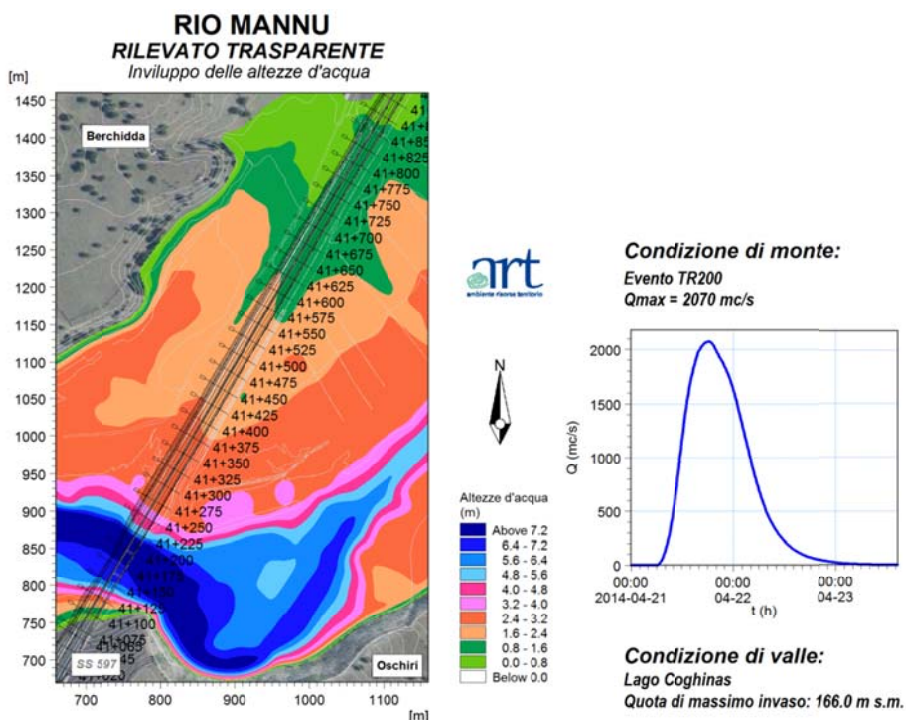 RIO MANNU
RILEVATO TRASPARENTE
Inviluppo delle altezze d'acqua
[m]
1450
1400
1350
1300
1250
1200
1150
1100
1050
1000
950
900
850
800
750
700
Berchidda
41+825
41+800
41+775
41+750
41+725
41+700
41+675
41+650
41+625
41+600
41+575
41+550
41+525
41+500
41+475
41+450
41+425
41+400
41+375
41+350
41+325
41+300
41+275
41+250
41+225
41+200
41+175
41+150
41+125
41+100
41+075
SS 597
Oschiri
700 800 900 1000 1100
[m]
art
ambiente risorse territorio
N
Altezze d'acqua
(m)
Above 7.2
6.4 - 7.2
5.6 - 6.4
4.8 - 5.6
4.0 - 4.8
3.2 - 4.0
2.4 - 3.2
1.6 - 2.4
0.8 - 1.6
0.0 - 0.8
Below 0.0
Condizione di monte:
Evento TR200
Qmax = 2070 mc/s
Q (mc/s)
2000
1500
1000
500
0
00:00 00:00 00:00
2014-04-21 04-22 04-23
t (h)
Condizione di valle:
Lago Coghinas
Quota di massimo invaso: 166.0 m s.m.